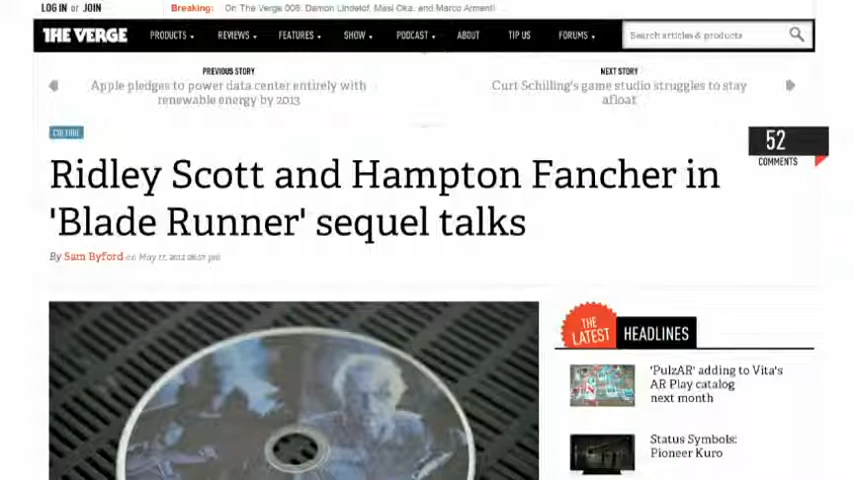 LOG IN or JOIN
Breaking: On The Verge 006: Damon Lindelof, Masi Oka, and Marco Arment!
THE VERGE PRODUCTS REVIEWS FEATURES SHOW PODCAST ABOUT TIP US FORUMS Search articles & products
PREVIOUS STORY
Apple pledges to power data center entirely with
renewable energy by 2013
NEXT STORY
Curt Schilling's game studio struggles to stay
afloat
CULTURE
52
COMMENTS
Ridley Scott and Hampton Fancher in
'Blade Runner' sequel talks
By Sam Byford on May 17, 2012 08:57 pm
THE
LATEST
HEADLINES
'PulzAR' adding to Vita's
AR Play catalog
next month
Status Symbols:
Pioneer Kuro